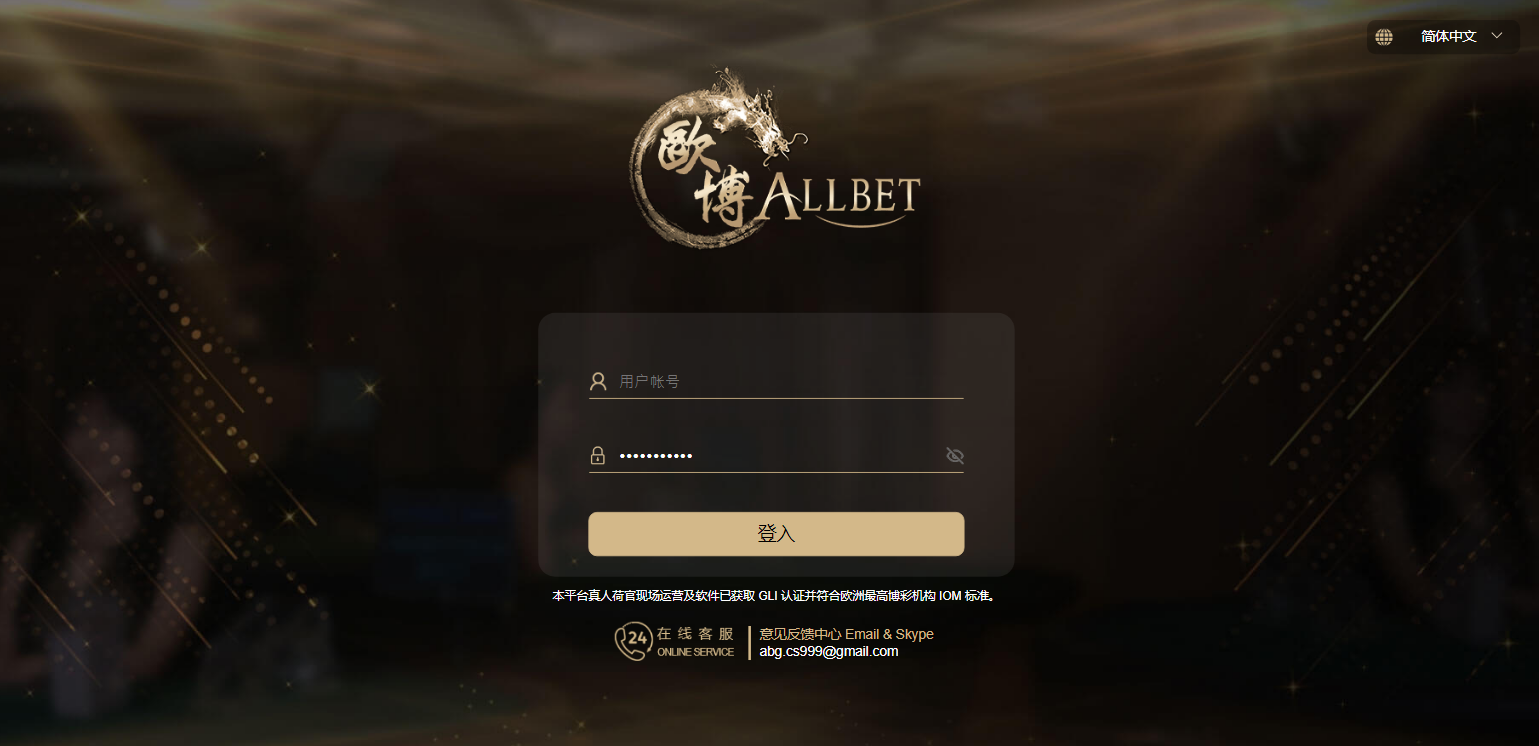 简体中文
歐
博 ALLBET
用户帐号
•••••••••••
登入
本平台真人荷官现场运营及软件已获取 GLI 认证并符合欧洲最高博彩机构 IOM 标准。
24 在线客服
ONLINE SERVICE
意见反馈中心 Email & Skype
abg.cs999@gmail.com